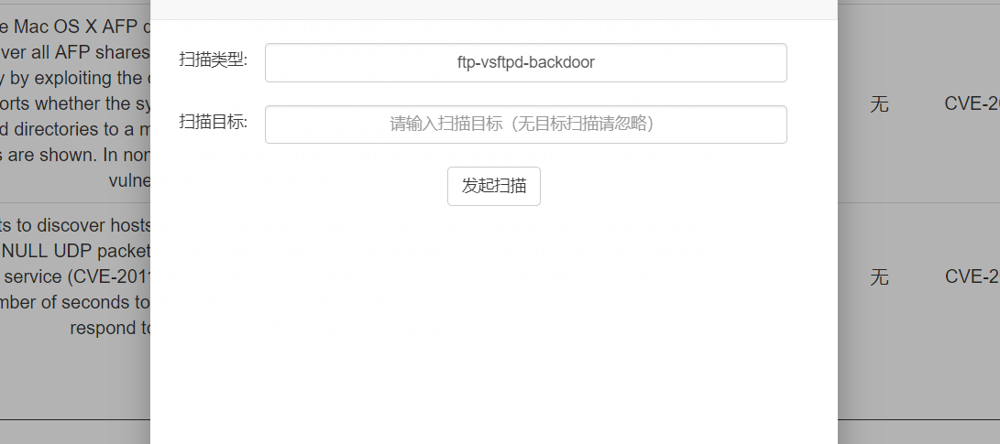 e Mac OS X AFP
ver all AFP shares
y by exploiting the
orts whether the sy
d directories to a m
s are shown. In non
vulne
无
CVE-20
扫描类型:
ftp-vsftpd-backdoor
扫描目标:
请输入扫描目标（无目标扫描请忽略）
发起扫描
ts to discover hosts
NULL UDP packet
service (CVE-201
mber of seconds to
respond to
无
CVE-20